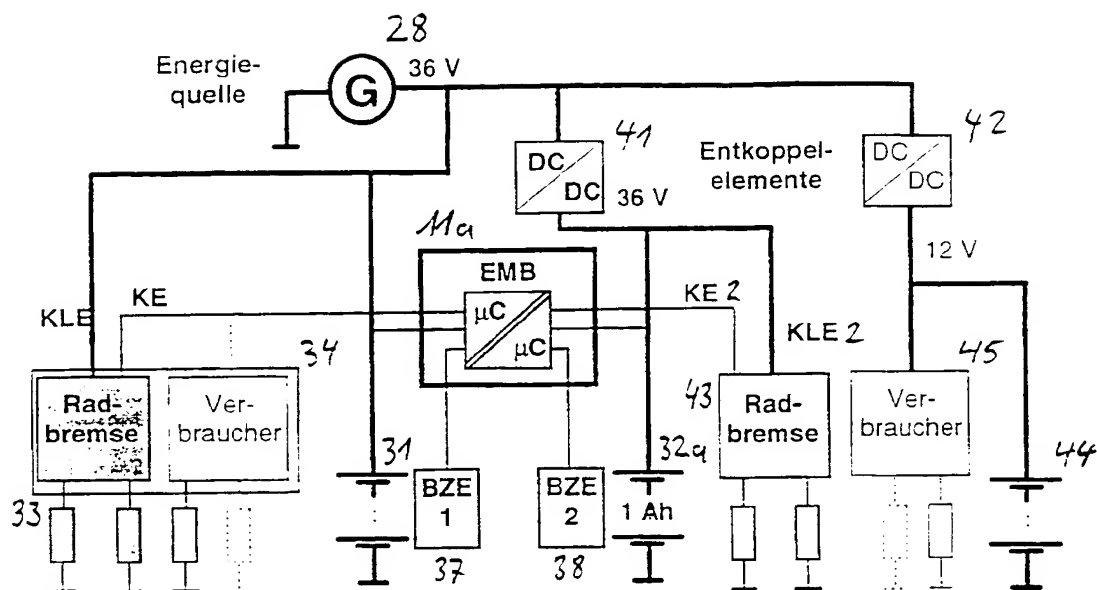 28
Energie-
quelle
G
36 V
41
42
DC
DC
36 V
Entkoppel-
elemente
DC
DC
12 V
11a
EMB
µC
µC
KLE
KE
KE 2
KLE 2
34
45
43
Rad-
bremse
Ver-
braucher
Rad-
bremse
Ver-
braucher
31
32a
44
33
BZE
1
BZE
2
1 Ah
37
38